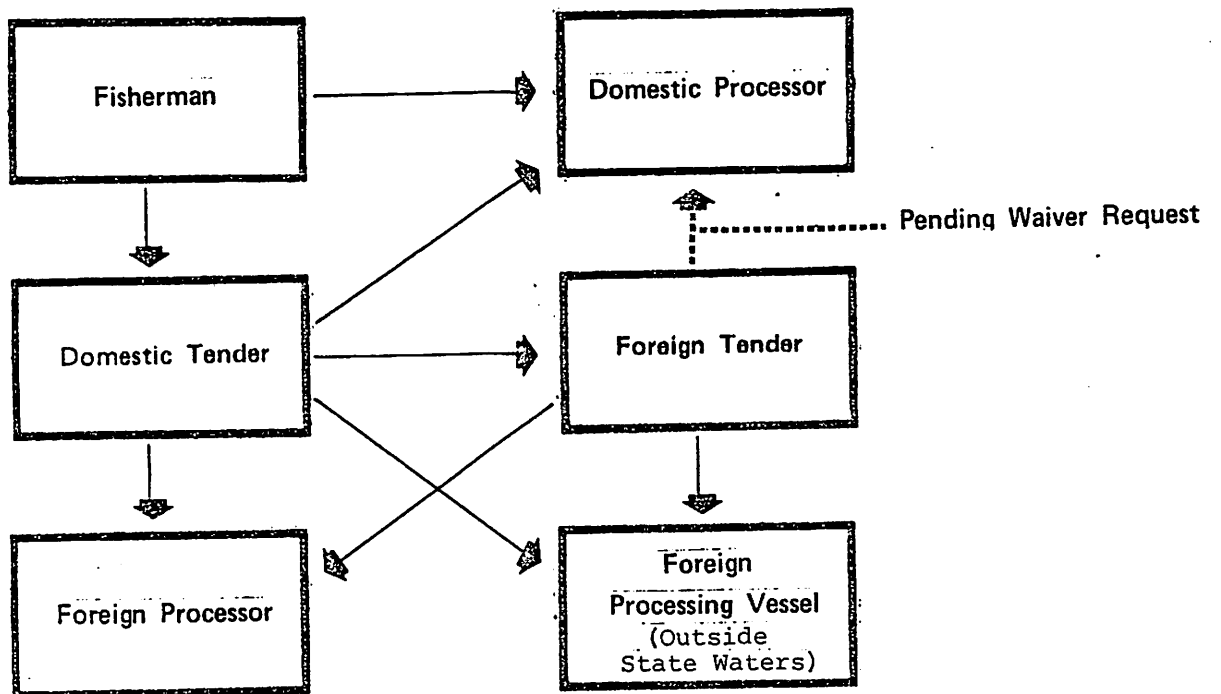 Fisherman
Domestic Processor
Pending Waiver Request
Domestic Tender
Foreign Tender
Foreign Processor
Foreign
Processing Vessel
(Outside
State Waters)